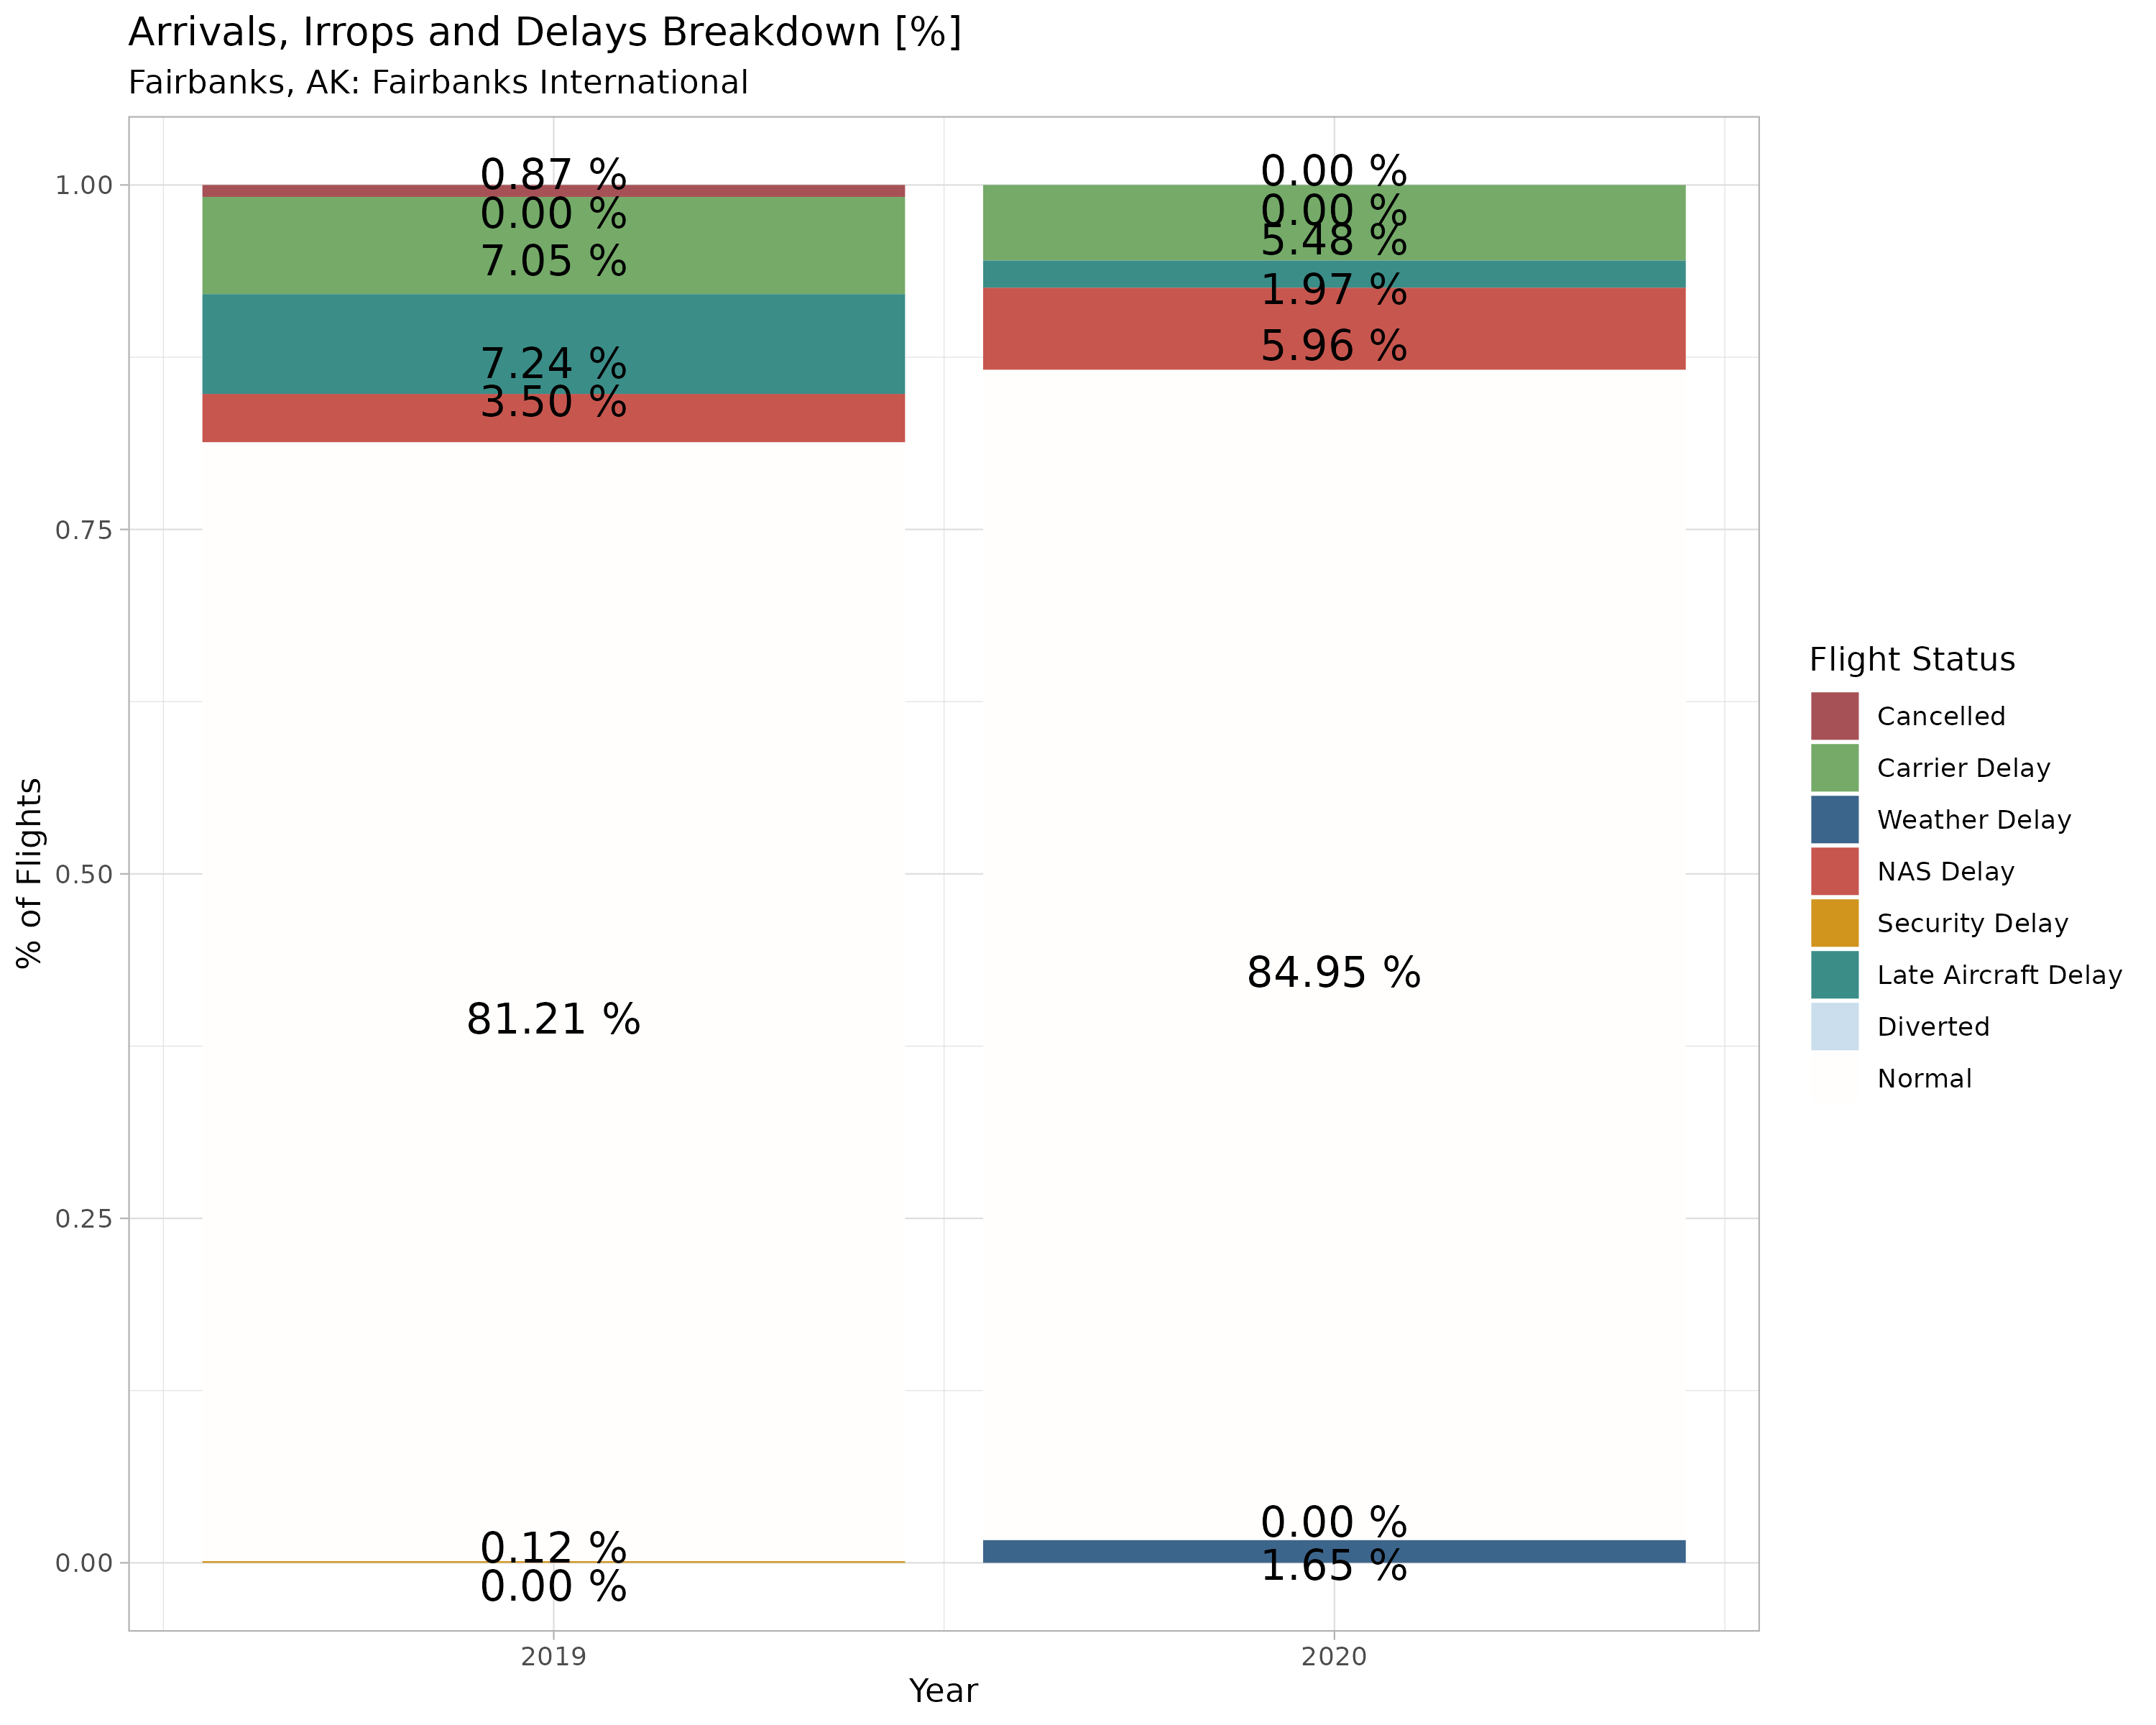 Arrivals, Irrops and Delays Breakdown [%]
Fairbanks, AK: Fairbanks International
% of Flights
1.00
0.75
0.50
0.25
0.00
0.87 %
0.00 %
7.05 %
7.24 %
3.50 %
81.21 %
0.12 %
0.00 %
0.00 %
0.00 %
5.48 %
1.97 %
5.96 %
84.95 %
0.00 %
1.65 %
2019
2020
Year
Flight Status
Cancelled
Carrier Delay
Weather Delay
NAS Delay
Security Delay
Late Aircraft Delay
Diverted
Normal